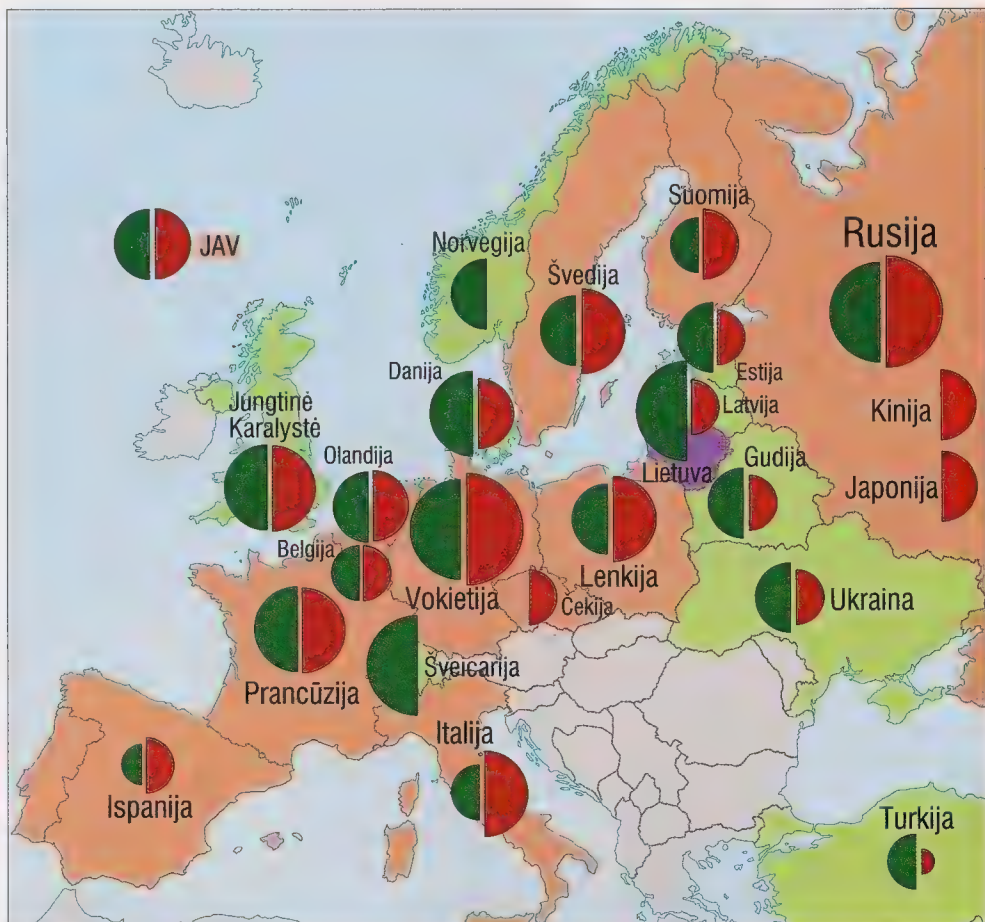 Suomija
Rusija
JAV
Norvegija
Švedija
Danija
Estija
Latvija
Kinija
Jungtinė
Karalystė
Olandija
Lietuva
Gudija
Japonija
Belgija
Vokietija
Lenkija
Čekija
Ukraina
Šveicarija
Prancūzija
Italija
Ispanija
Turkija